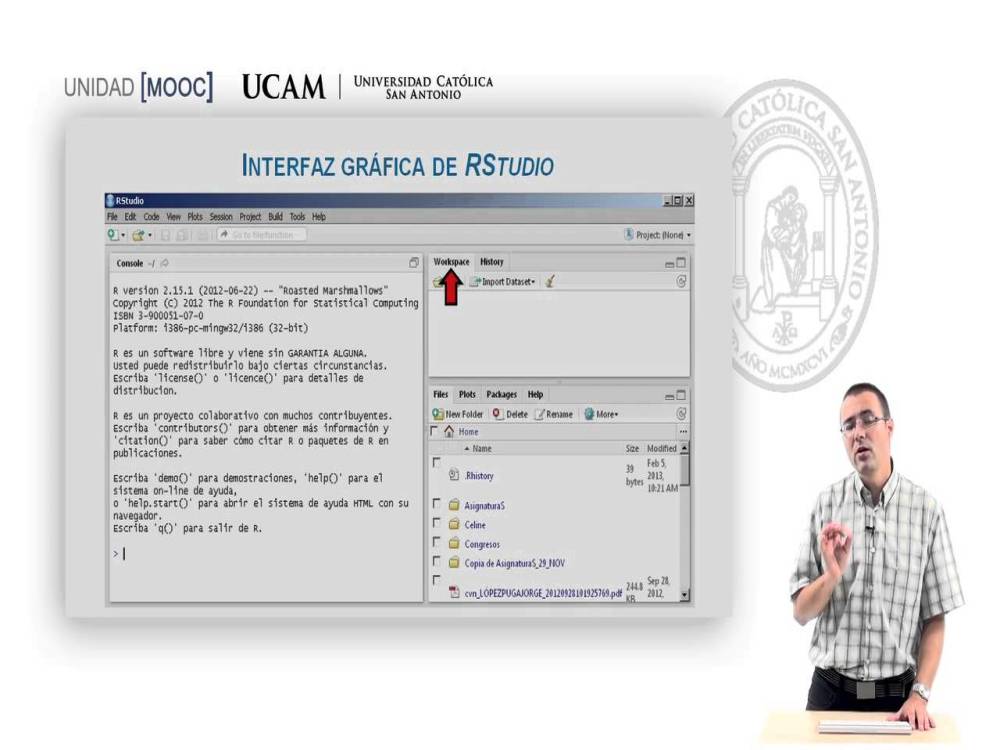 UNIDAD [MOOC]
UCAM
UNIVERSIDAD CATÓLICA
SAN ANTONIO
INTERFAZ GRÁFICA DE RSTUDIO
RStudio
File Edit Code View Plots Session Project Build Tools Help
Go to file/function
Project: (None)
Console ~/
R version 2.15.1 (2012-06-22) -- "Roasted Marshmallows"
Copyright (C) 2012 The R Foundation for Statistical Computing
ISBN 3-900051-07-0
Platform: i386-pc-mingw32/i386 (32-bit)
R es un software libre y viene sin GARANTIA ALGUNA.
Usted puede redistribuirlo bajo ciertas circunstancias.
Escriba 'license()' o 'licence()' para detalles de
distribucion.
R es un proyecto colaborativo con muchos contribuyentes.
Escriba 'contributors()' para obtener más información y
'citation()' para saber cómo citar R o paquetes de R en
publicaciones.
Escriba 'demo()' para demostraciones, 'help()' para el
sistema on-line de ayuda,
o 'help.start()' para abrir el sistema de ayuda HTML con su
navegador.
Escriba 'q()' para salir de R.
>
Workspace History
Import Dataset
Files Plots Packages Help
New Folder Delete Rename More
Home
Name Size Modified
.Rhistory 39 bytes Feb 5, 2013, 10:21 AM
AsignaturaS
Celine
Congresos
Copia de AsignaturaS_29_NOV
cvn_LÓPEZPUGAJORGE_20120928101925769.pdf 244.8 KB Sep 28, 2012,
CATÓLICA SAN ANTONIO
AÑO MCMXCVI